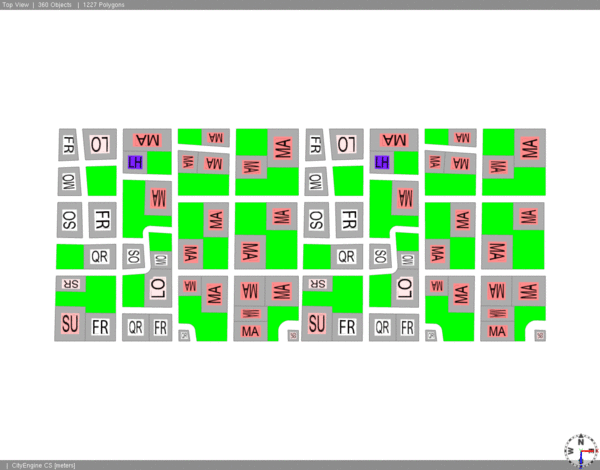 Top View | 360 Objects | 1227 Polygons
FR LO MA MA MA FR LO MA MA MA
LH MA MA MA LH MA MA MA
OM MA OM MA
OS FR MA MA OS FR MA MA
QR SO OM MA MA QR SO OM MA MA
SR LO MA MA MA MA SR LO MA MA MA MA
SU FR QR FR MA MA SU FR QR FR MA MA
N
W
| CityEngine CS [meters]